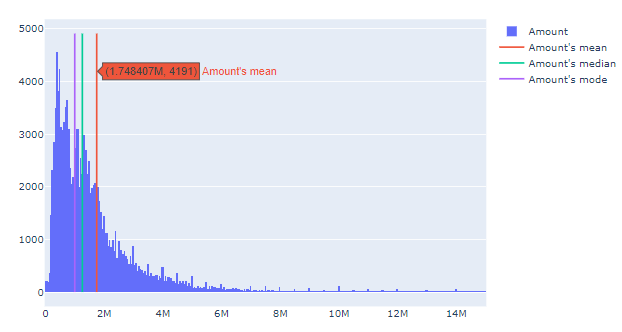 5000
4000
3000
2000
1000
0
0
2M
4M
6M
8M
10M
12M
14M
(1.748407M, 4191) Amount's mean
Amount
Amount's mean
Amount's median
Amount's mode